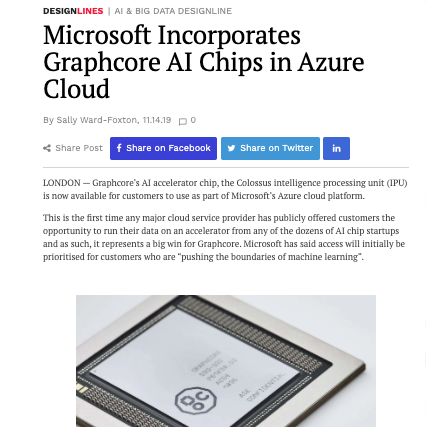 DESIGNLINES | AI & BIG DATA DESIGNLINE
Microsoft Incorporates
Graphcore AI Chips in Azure
Cloud
By Sally Ward-Foxton, 11.14.19 0
Share Post
Share on Facebook
Share on Twitter
in
LONDON — Graphcore's AI accelerator chip, the Colossus intelligence processing unit (IPU)
is now available for customers to use as part of Microsoft's Azure cloud platform.
This is the first time any major cloud service provider has publicly offered customers the
opportunity to run their data on an accelerator from any of the dozens of AI chip startups
and as such, it represents a big win for Graphcore. Microsoft has said access will initially be
prioritised for customers who are "pushing the boundaries of machine learning".
GRAPHCORE
CONFIDENTIAL